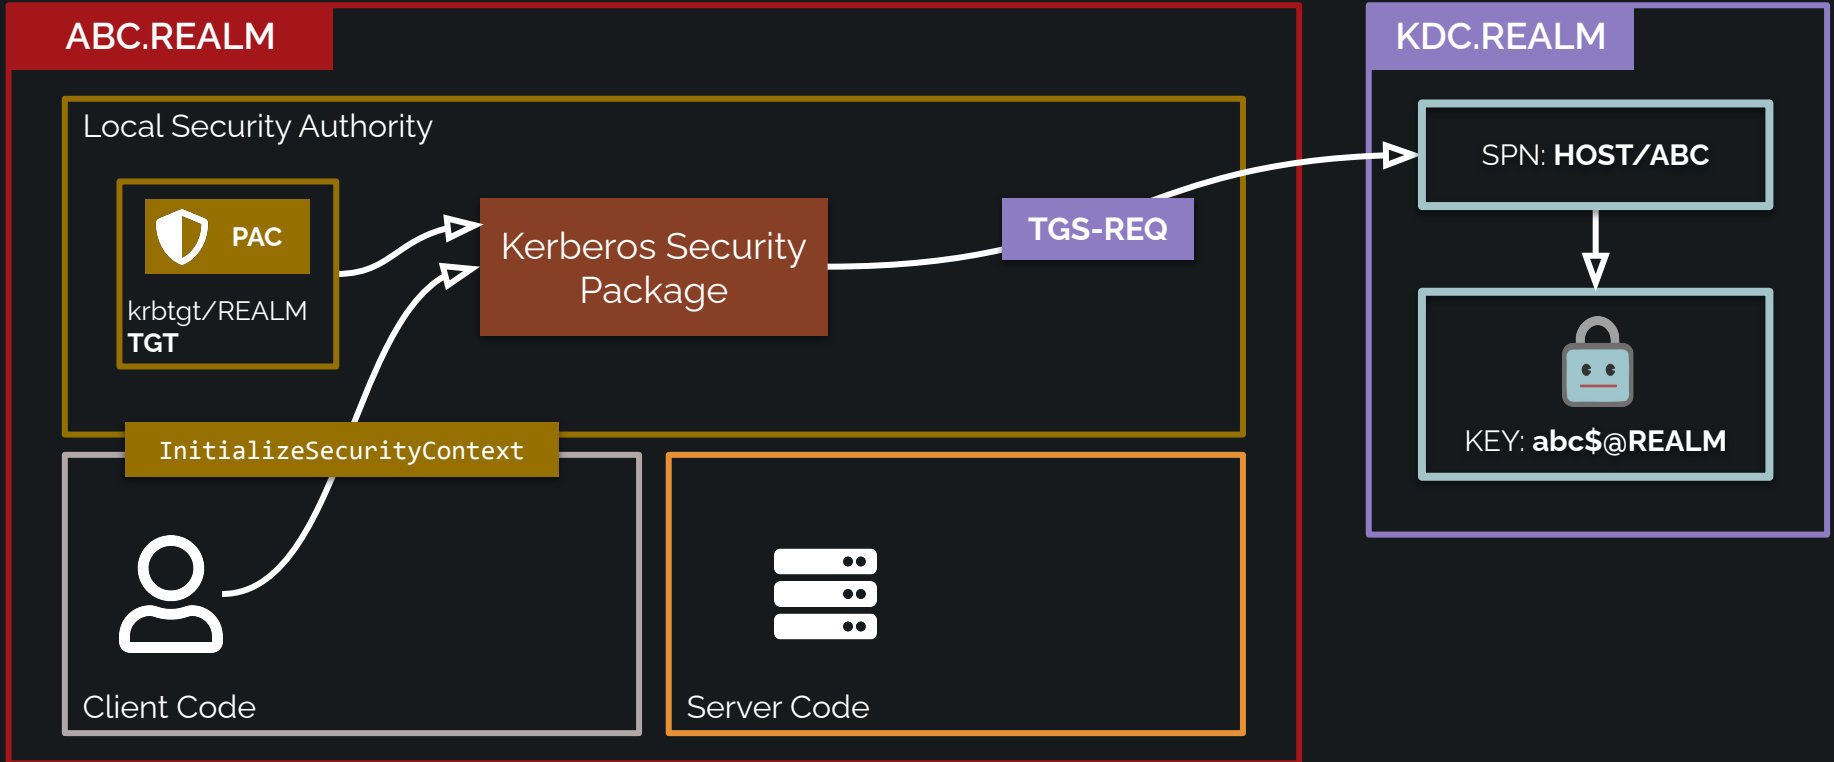 ABC.REALM
KDC.REALM
Local Security Authority
PAC
krbtgt/REALM
TGT
Kerberos Security
Package
TGS-REQ
SPN: HOST/ABC
KEY: abc$@REALM
InitializeSecurityContext
Client Code
Server Code